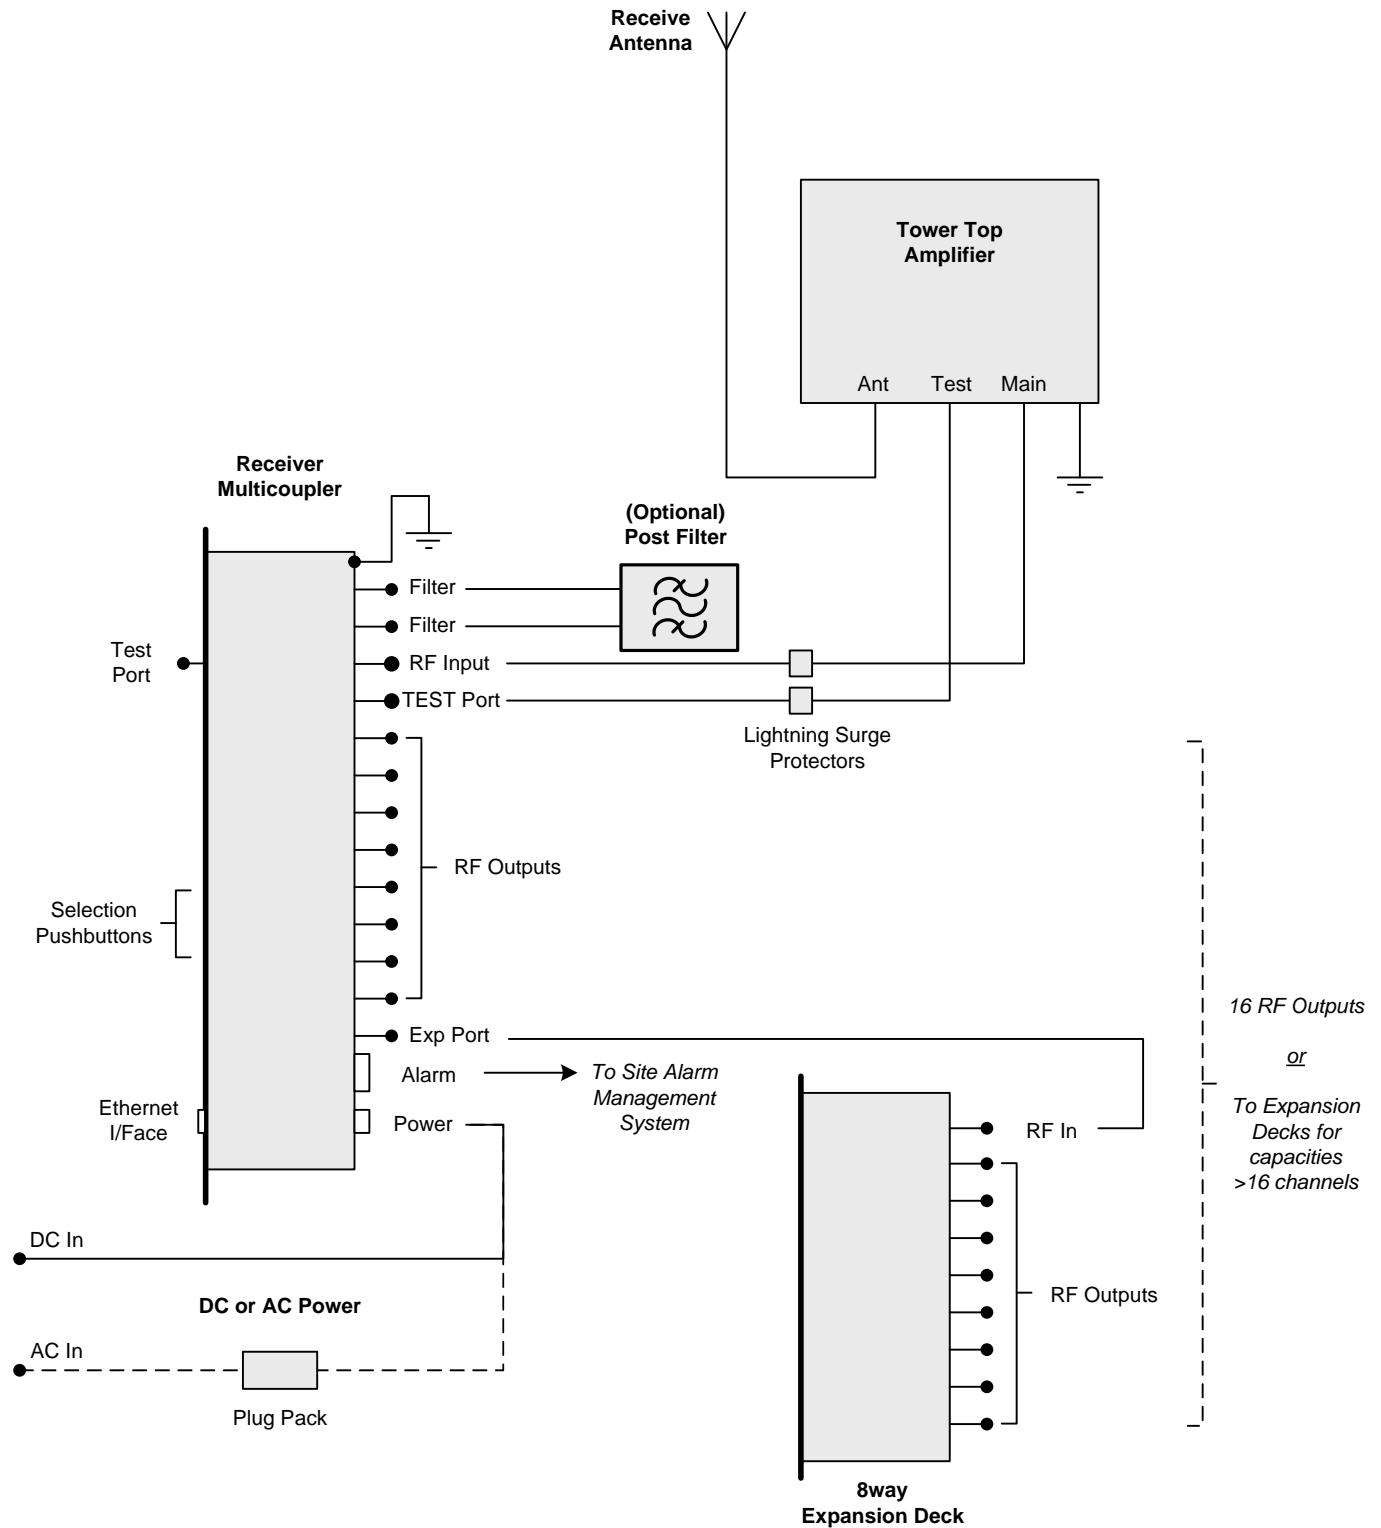 Receive
Antenna
Tower Top
Amplifier
Ant
Test
Main
Receiver
Multicoupler
(Optional)
Post Filter
Filter
Filter
Test
Port
RF Input
TEST Port
Lightning Surge
Protectors
RF Outputs
Selection
Pushbuttons
16 RF Outputs
or
To Expansion
Decks for
capacities
>16 channels
Exp Port
Alarm
To Site Alarm
Management
System
Ethernet
I/Face
Power
RF In
DC In
DC or AC Power
RF Outputs
AC In
Plug Pack
8way
Expansion Deck